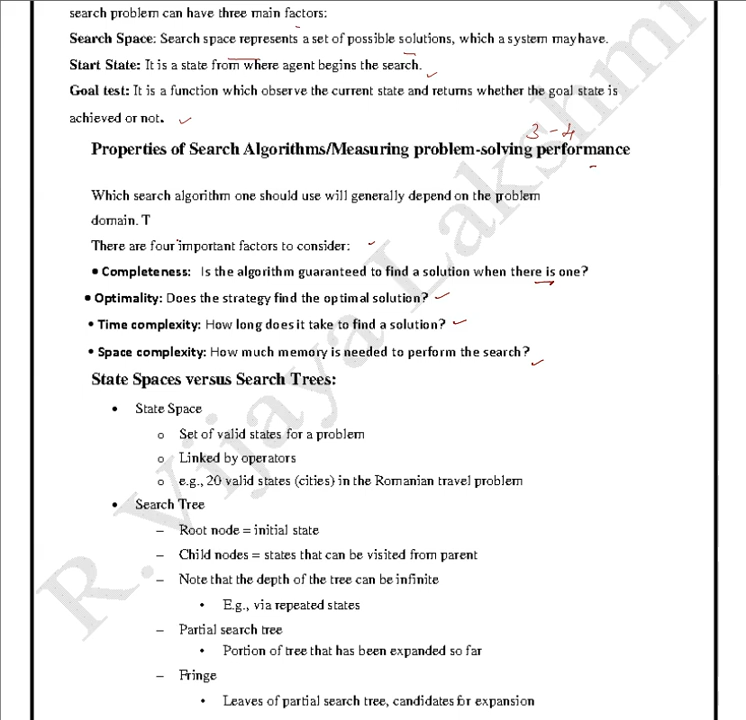 search problem can have three main factors:
Search Space: Search space represents a set of possible solutions, which a system may have.
Start State: It is a state from where agent begins the search.
Goal test: It is a function which observe the current state and returns whether the goal state is
achieved or not.
3-4
Properties of Search Algorithms/Measuring problem-solving performance
Which search algorithm one should use will generally depend on the problem
domain. T
There are four important factors to consider:
• Completeness: Is the algorithm guaranteed to find a solution when there is one?
• Optimality: Does the strategy find the optimal solution?
• Time complexity: How long does it take to find a solution?
• Space complexity: How much memory is needed to perform the search?
State Spaces versus Search Trees:
• State Space
o Set of valid states for a problem
o Linked by operators
o e.g., 20 valid states (cities) in the Romanian travel problem
• Search Tree
– Root node = initial state
– Child nodes = states that can be visited from parent
– Note that the depth of the tree can be infinite
• E.g., via repeated states
– Partial search tree
• Portion of tree that has been expanded so far
– Fringe
• Leaves of partial search tree, candidates for expansion
R. Vijaya Lakshmi